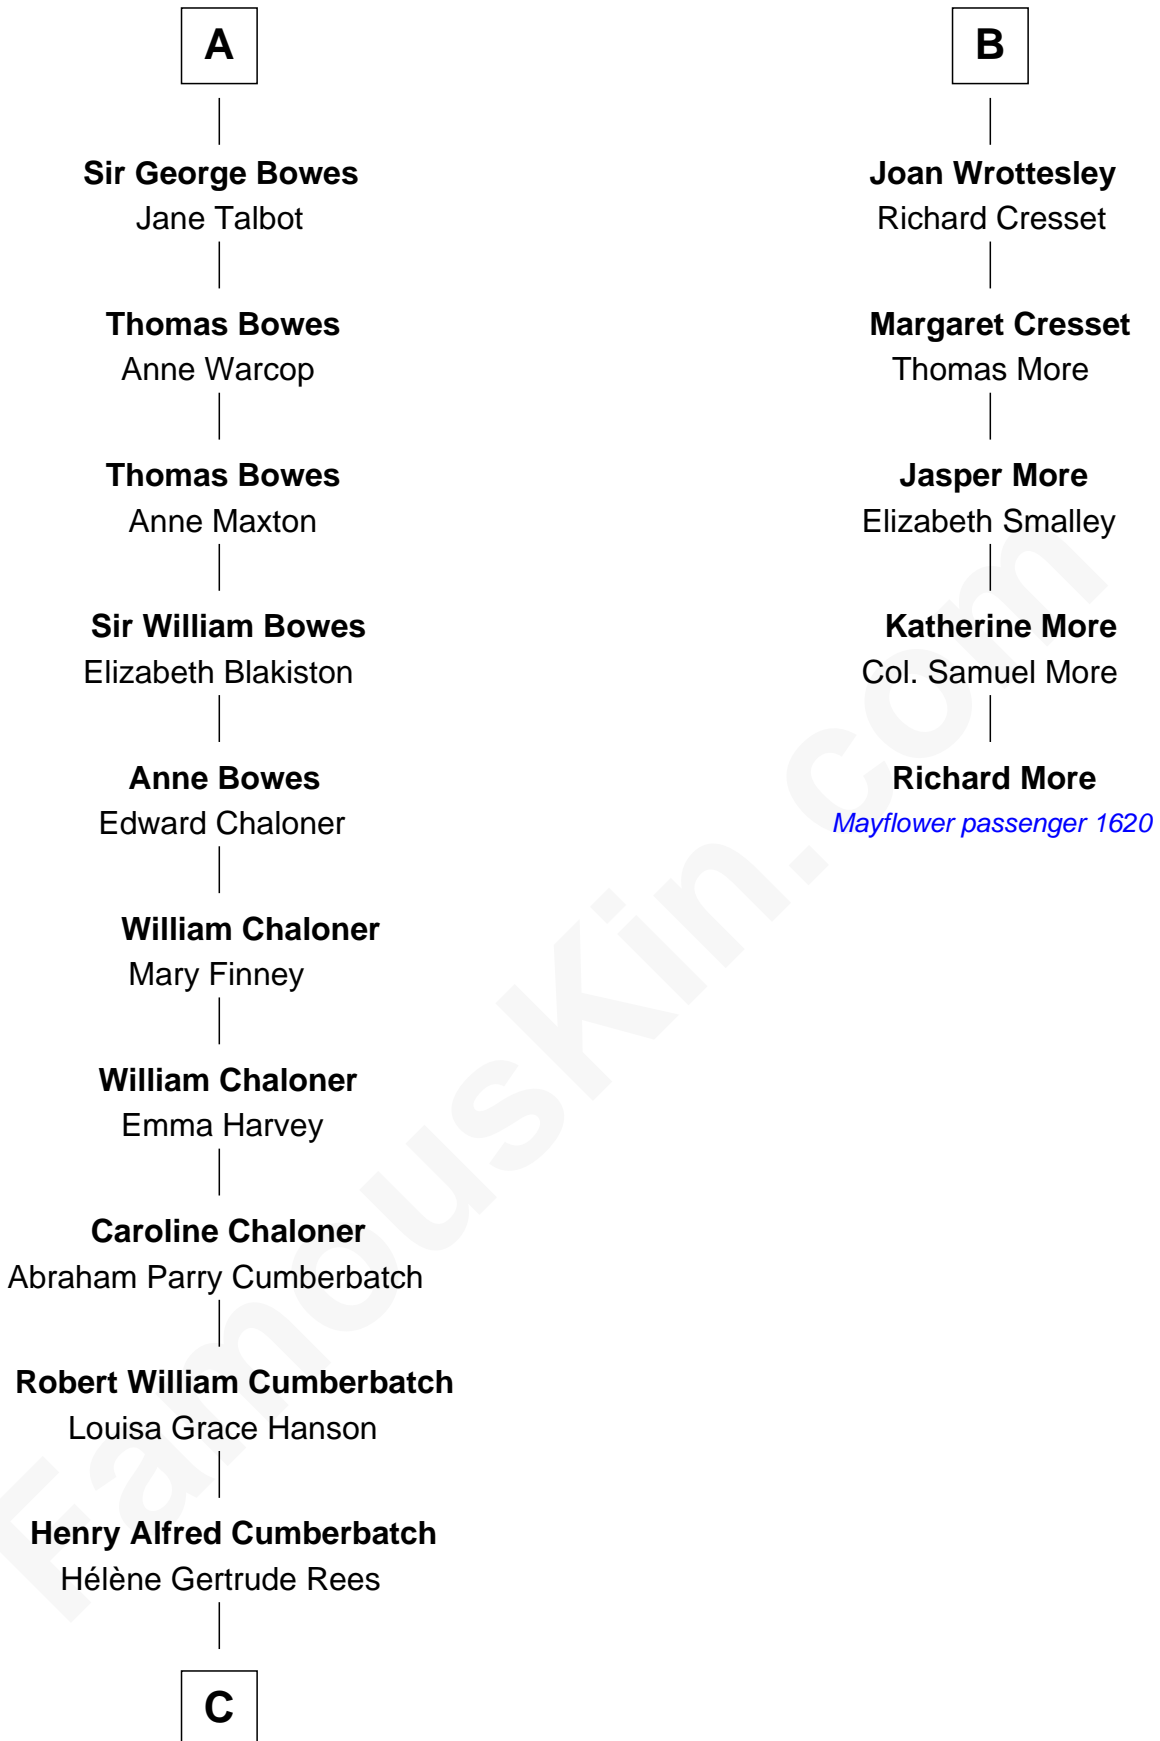 A
Sir George Bowes
Jane Talbot
Thomas Bowes
Anne Warcop
Thomas Bowes
Anne Maxton
Sir William Bowes
Elizabeth Blakiston
Anne Bowes
Edward Chaloner
William Chaloner
Mary Finney
William Chaloner
Emma Harvey
Caroline Chaloner
Abraham Parry Cumberbatch
Robert William Cumberbatch
Louisa Grace Hanson
Henry Alfred Cumberbatch
Hélène Gertrude Rees
C
B
Joan Wrottesley
Richard Cresset
Margaret Cresset
Thomas More
Jasper More
Elizabeth Smalley
Katherine More
Col. Samuel More
Richard More
Mayflower passenger 1620
FamousKin.com